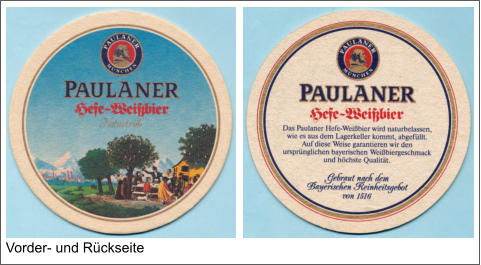 PAULANER
MÜNCHEN
PAULANER
Hefe-Weißbier
Naturtrüb
PAULANER
MÜNCHEN
PAULANER
Hefe-Weißbier
Das Paulaner Hefe-Weißbier wird naturbelassen,
wie es aus dem Lagerkeller kommt, abgefüllt.
Auf diese Weise garantieren wir den
ursprünglichen bayerischen Weißbiergeschmack
und höchste Qualität.
Gebraut nach dem
Bayerischen Reinheitsgebot
von 1516
Vorder- und Rückseite